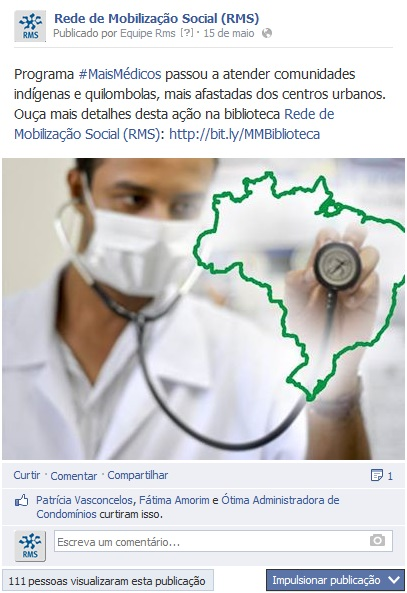 Rede de Mobilização Social (RMS)
Publicado por Equipe Rms [?] · 15 de maio
RMS
Programa #MaisMédicos passou a atender comunidades
indígenas e quilombolas, mais afastadas dos centros urbanos.
Ouça mais detalhes desta ação na biblioteca Rede de
Mobilização Social (RMS): http://bit.ly/MMBiblioteca
Curtir · Comentar · Compartilhar
1
Patrícia Vasconcelos, Fátima Amorim e Ótima Administradora de
Condomínios curtiram isso.
RMS
Escreva um comentário...
111 pessoas visualizaram esta publicação
Impulsionar publicação